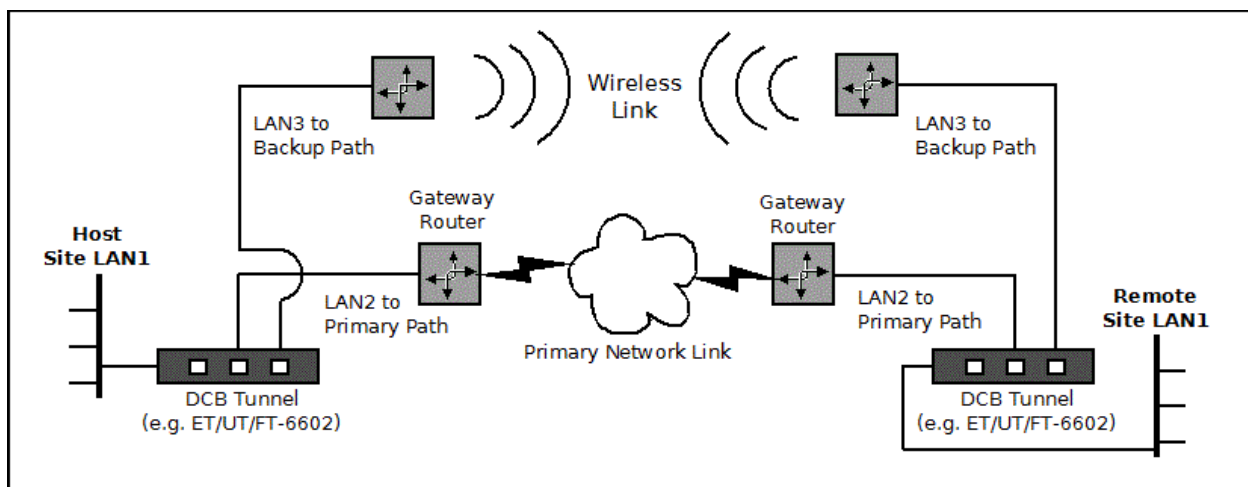 Wireless
Link
LAN3 to
Backup Path
LAN3 to
Backup Path
Gateway
Router
Gateway
Router
Host
Site LAN1
LAN2 to
Primary Path
LAN2 to
Primary Path
Remote
Site LAN1
Primary Network Link
DCB Tunnel
(e.g. ET/UT/FT-6602)
DCB Tunnel
(e.g. ET/UT/FT-6602)